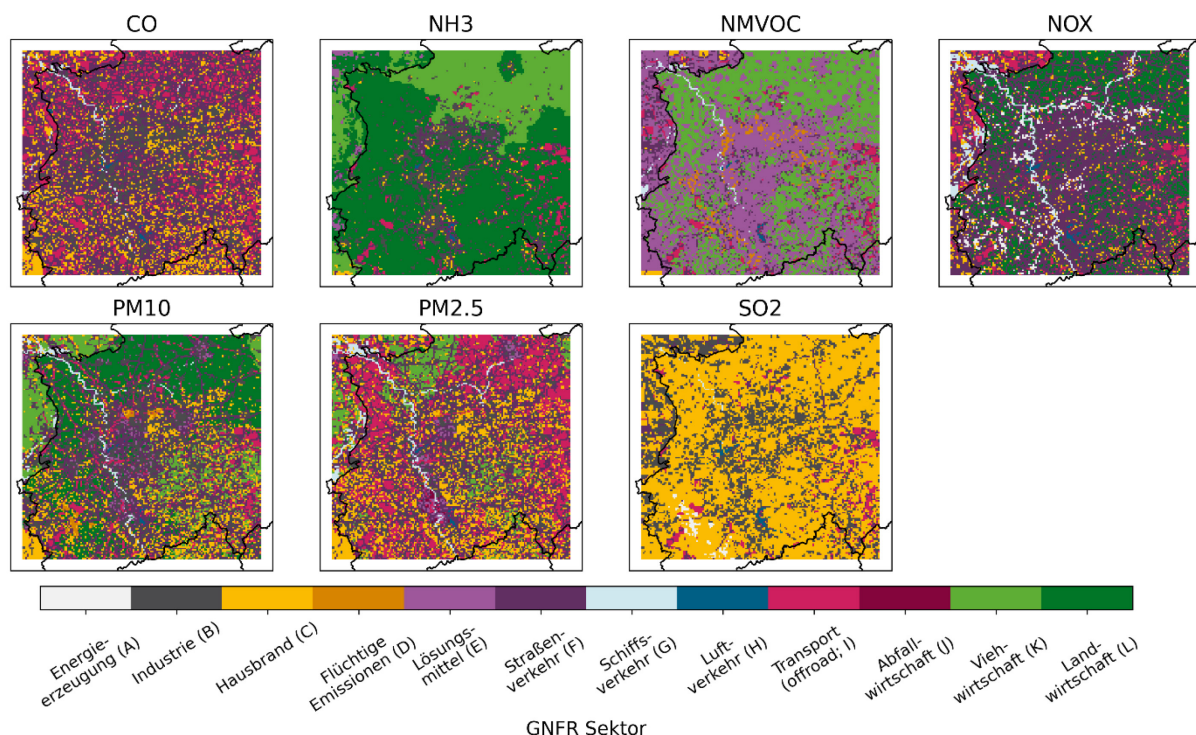 CO
NH3
NMVOC
NOX
PM10
PM2.5
SO2
Energie-
erzeugung (A)
Industrie (B)
Hausbrand (C)
Flüchtige
Emissionen (D)
Lösungs-
mittel (E)
Straßen-
verkehr (F)
Schiffs-
verkehr (G)
Luft-
verkehr (H)
Transport
(offroad; I)
Abfall-
wirtschaft (J)
Vieh-
wirtschaft (K)
Land-
wirtschaft (L)
GNFR Sektor